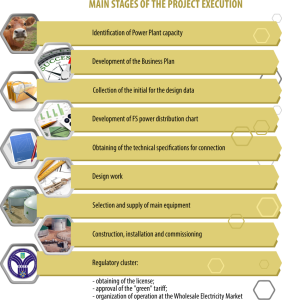 MAIN STAGES OF THE PROJECT EXECUTION
Identification of Power Plant capacity
SUCCESS
Development of the Business Plan
Collection of the initial for the design data
Development of FS power distribution chart
Obtaining of the technical specifications for connection
Design work
Selection and supply of main equipment
Construction, installation and commissioning
Regulatory cluster:
- obtaining of the license;
- approval of the "green" tariff;
- organization of operation at the Wholesale Electricity Market